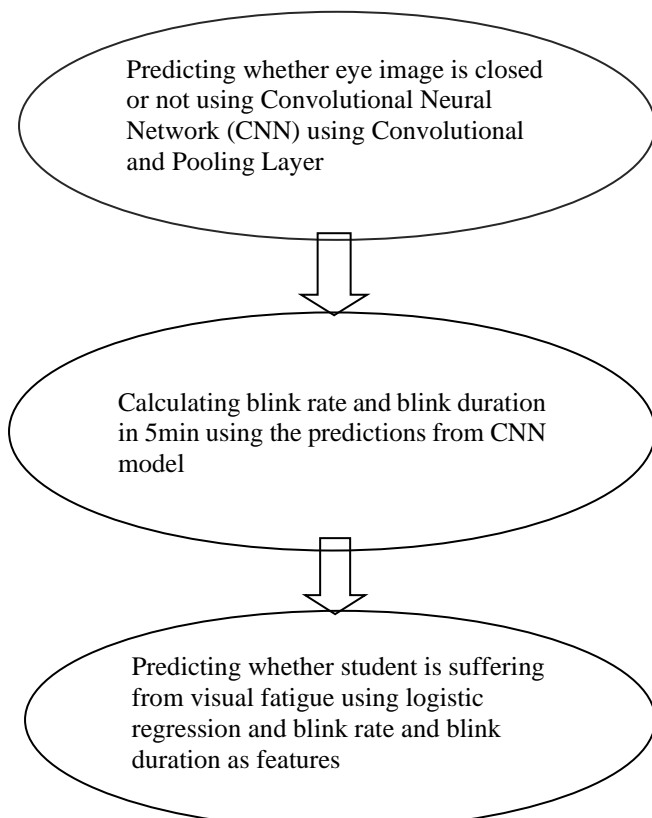 Predicting whether eye image is closed
or not using Convolutional Neural
Network (CNN) using Convolutional
and Pooling Layer
Calculating blink rate and blink duration
in 5min using the predictions from CNN
model
Predicting whether student is suffering
from visual fatigue using logistic
regression and blink rate and blink
duration as features